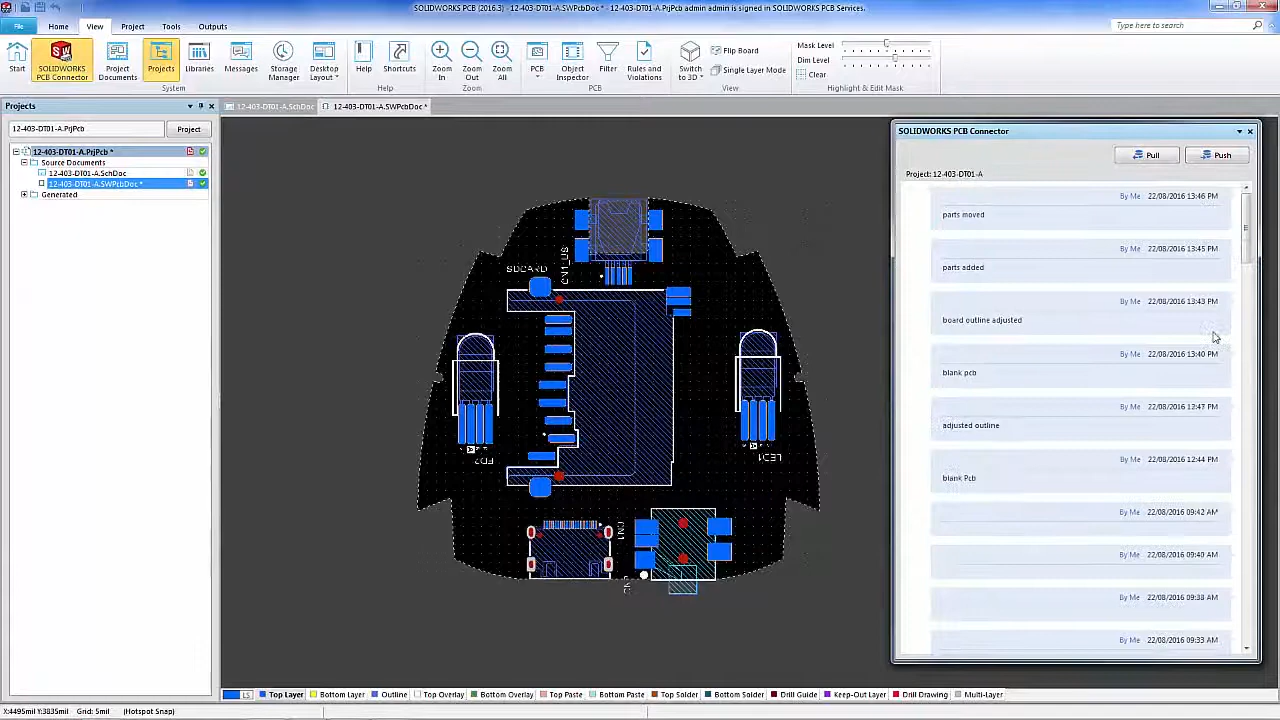 SOLIDWORKS PCB (2016.3) - 12-403-DT01-A.SWPcbDoc * - 12-403-DT01-A.PrjPcb admin admin is signed in SOLIDWORKS PCB Services.
File
Home
View
Project
Tools
Outputs
Type here to search
Start
SOLIDWORKS PCB Connector
Project Documents
Projects
Libraries
Messages
Storage Manager
Desktop Layout
System
Help
Shortcuts
Help
Zoom In
Zoom Out
Zoom All
Zoom
PCB
Object Inspector
Filter
Rules and Violations
PCB
Switch to 3D
Flip Board
Single Layer Mode
View
Mask Level
Dim Level
Clear
Highlight & Edit Mask
Projects
12-403-DT01-A.SchDoc
12-403-DT01-A.SWPcbDoc *
12-403-DT01-A.PrjPcb
Project
12-403-DT01-A.PrjPcb *
Source Documents
12-403-DT01-A.SchDoc
12-403-DT01-A.SWPcbDoc *
Generated
SDCARD
CN1_US
LED1
CN1
SOLIDWORKS PCB Connector
Pull
Push
Project: 12-403-DT01-A
By Me 22/08/2016 13:46 PM
parts moved
By Me 22/08/2016 13:45 PM
parts added
By Me 22/08/2016 13:43 PM
board outline adjusted
By Me 22/08/2016 13:40 PM
blank pcb
By Me 22/08/2016 12:47 PM
adjusted outline
By Me 22/08/2016 12:44 PM
blank Pcb
By Me 22/08/2016 09:42 AM
By Me 22/08/2016 09:40 AM
By Me 22/08/2016 09:38 AM
By Me 22/08/2016 09:33 AM
LS
Top Layer
Bottom Layer
Outline
Top Overlay
Bottom Overlay
Top Paste
Bottom Paste
Top Solder
Bottom Solder
Drill Guide
Keep-Out Layer
Drill Drawing
Multi-Layer
X:4495mil Y:3835mil Grid: 5mil (Hotspot Snap)